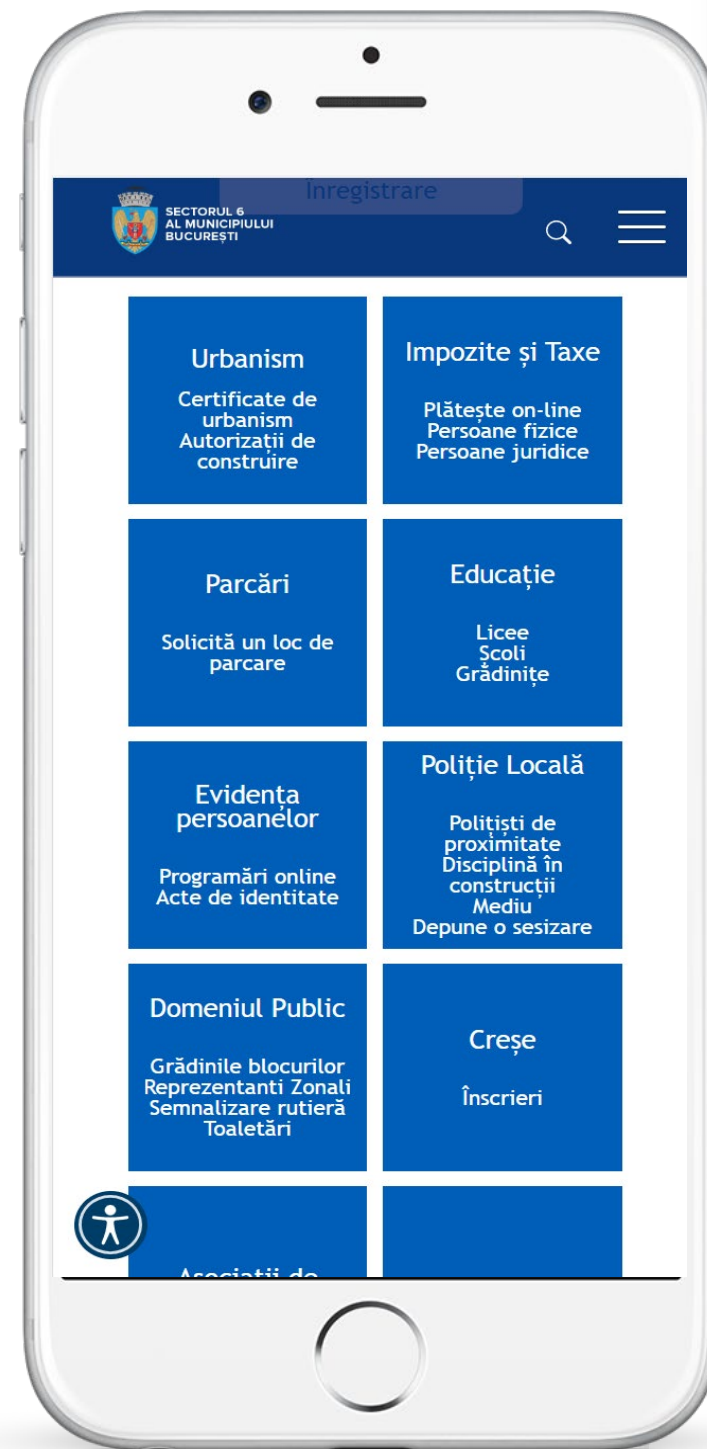 Înregistrare
SECTORUL 6
AL MUNICIPIULUI
BUCUREȘTI
Urbanism
Certificate de
urbanism
Autorizații de
construire
Impozite și Taxe
Plătește on-line
Persoane fizice
Persoane juridice
Parcări
Solicită un loc de
parcare
Educație
Licee
Școli
Grădinițe
Evidența
persoanelor
Programări online
Acte de identitate
Poliție Locală
Polițiști de
proximitate
Disciplină în
construcții
Mediu
Depune o sesizare
Domeniul Public
Grădinile blocurilor
Reprezentanti Zonali
Semnalizare rutieră
Toaletări
Creșe
Înscrieri
Asociații de